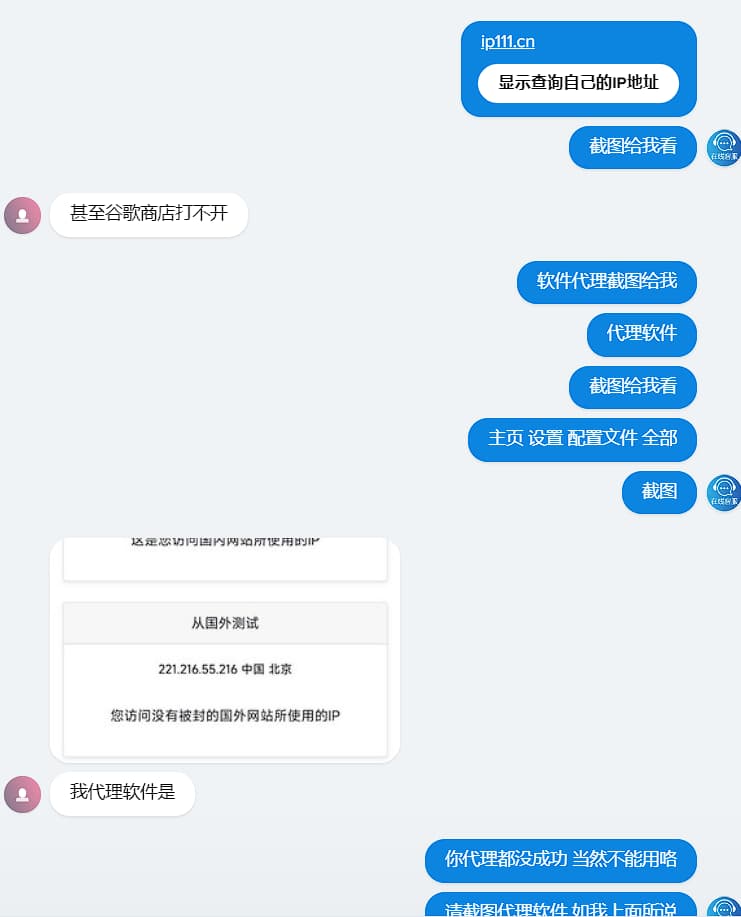 ip111.cn
显示查询自己的IP地址
截图给我看
在线客服
甚至谷歌商店打不开
软件代理截图给我
代理软件
截图给我看
主页 设置 配置文件 全部
截图
在线客服
这是您访问国内网站所使用的IP
从国外测试
221.216.55.216 中国 北京
您访问没有被封的国外网站所使用的IP
我代理软件是
你代理都没成功 当然不能用咯
请截图代理软件 如我上面所说